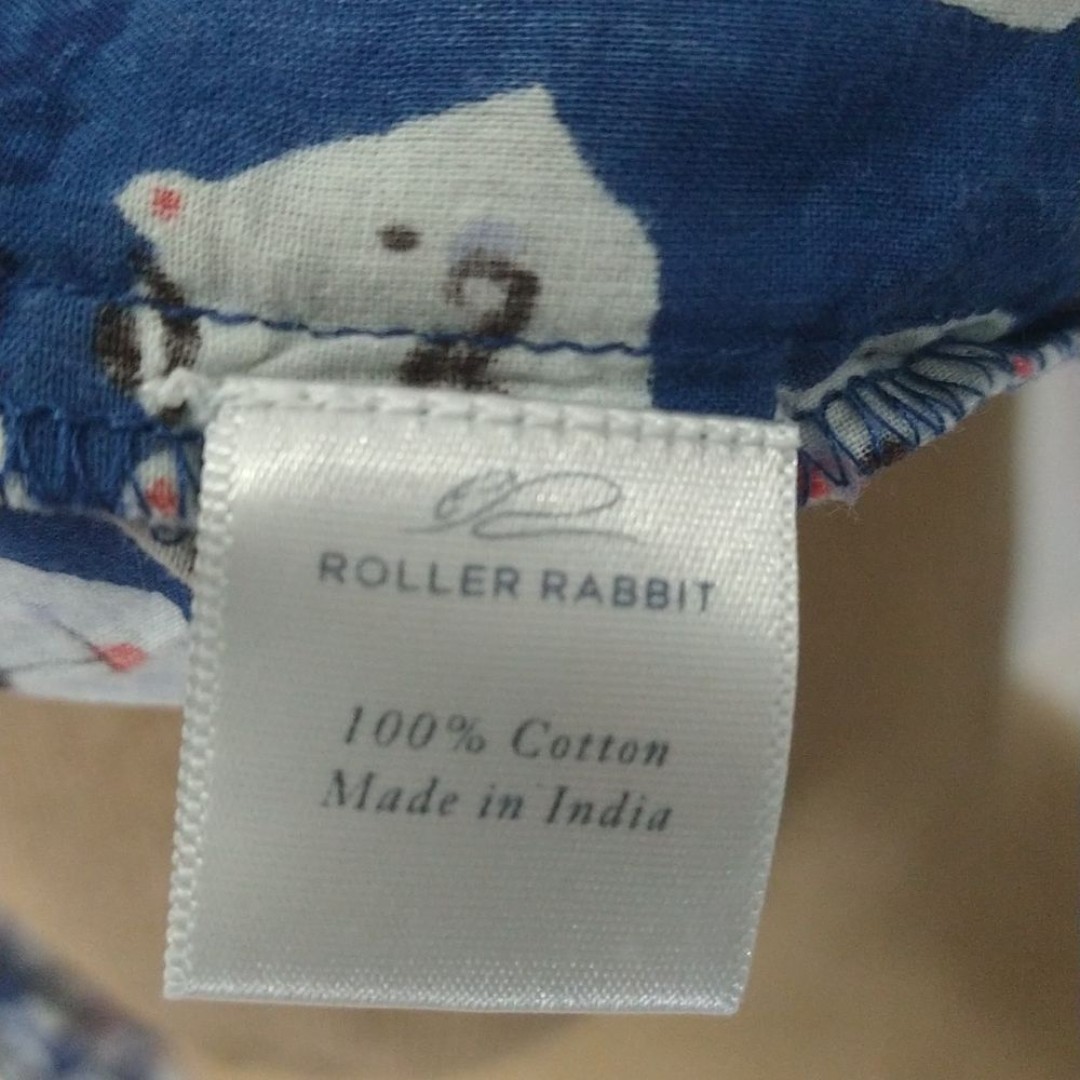 ROLLER RABBIT
100% Cotton
Made in India